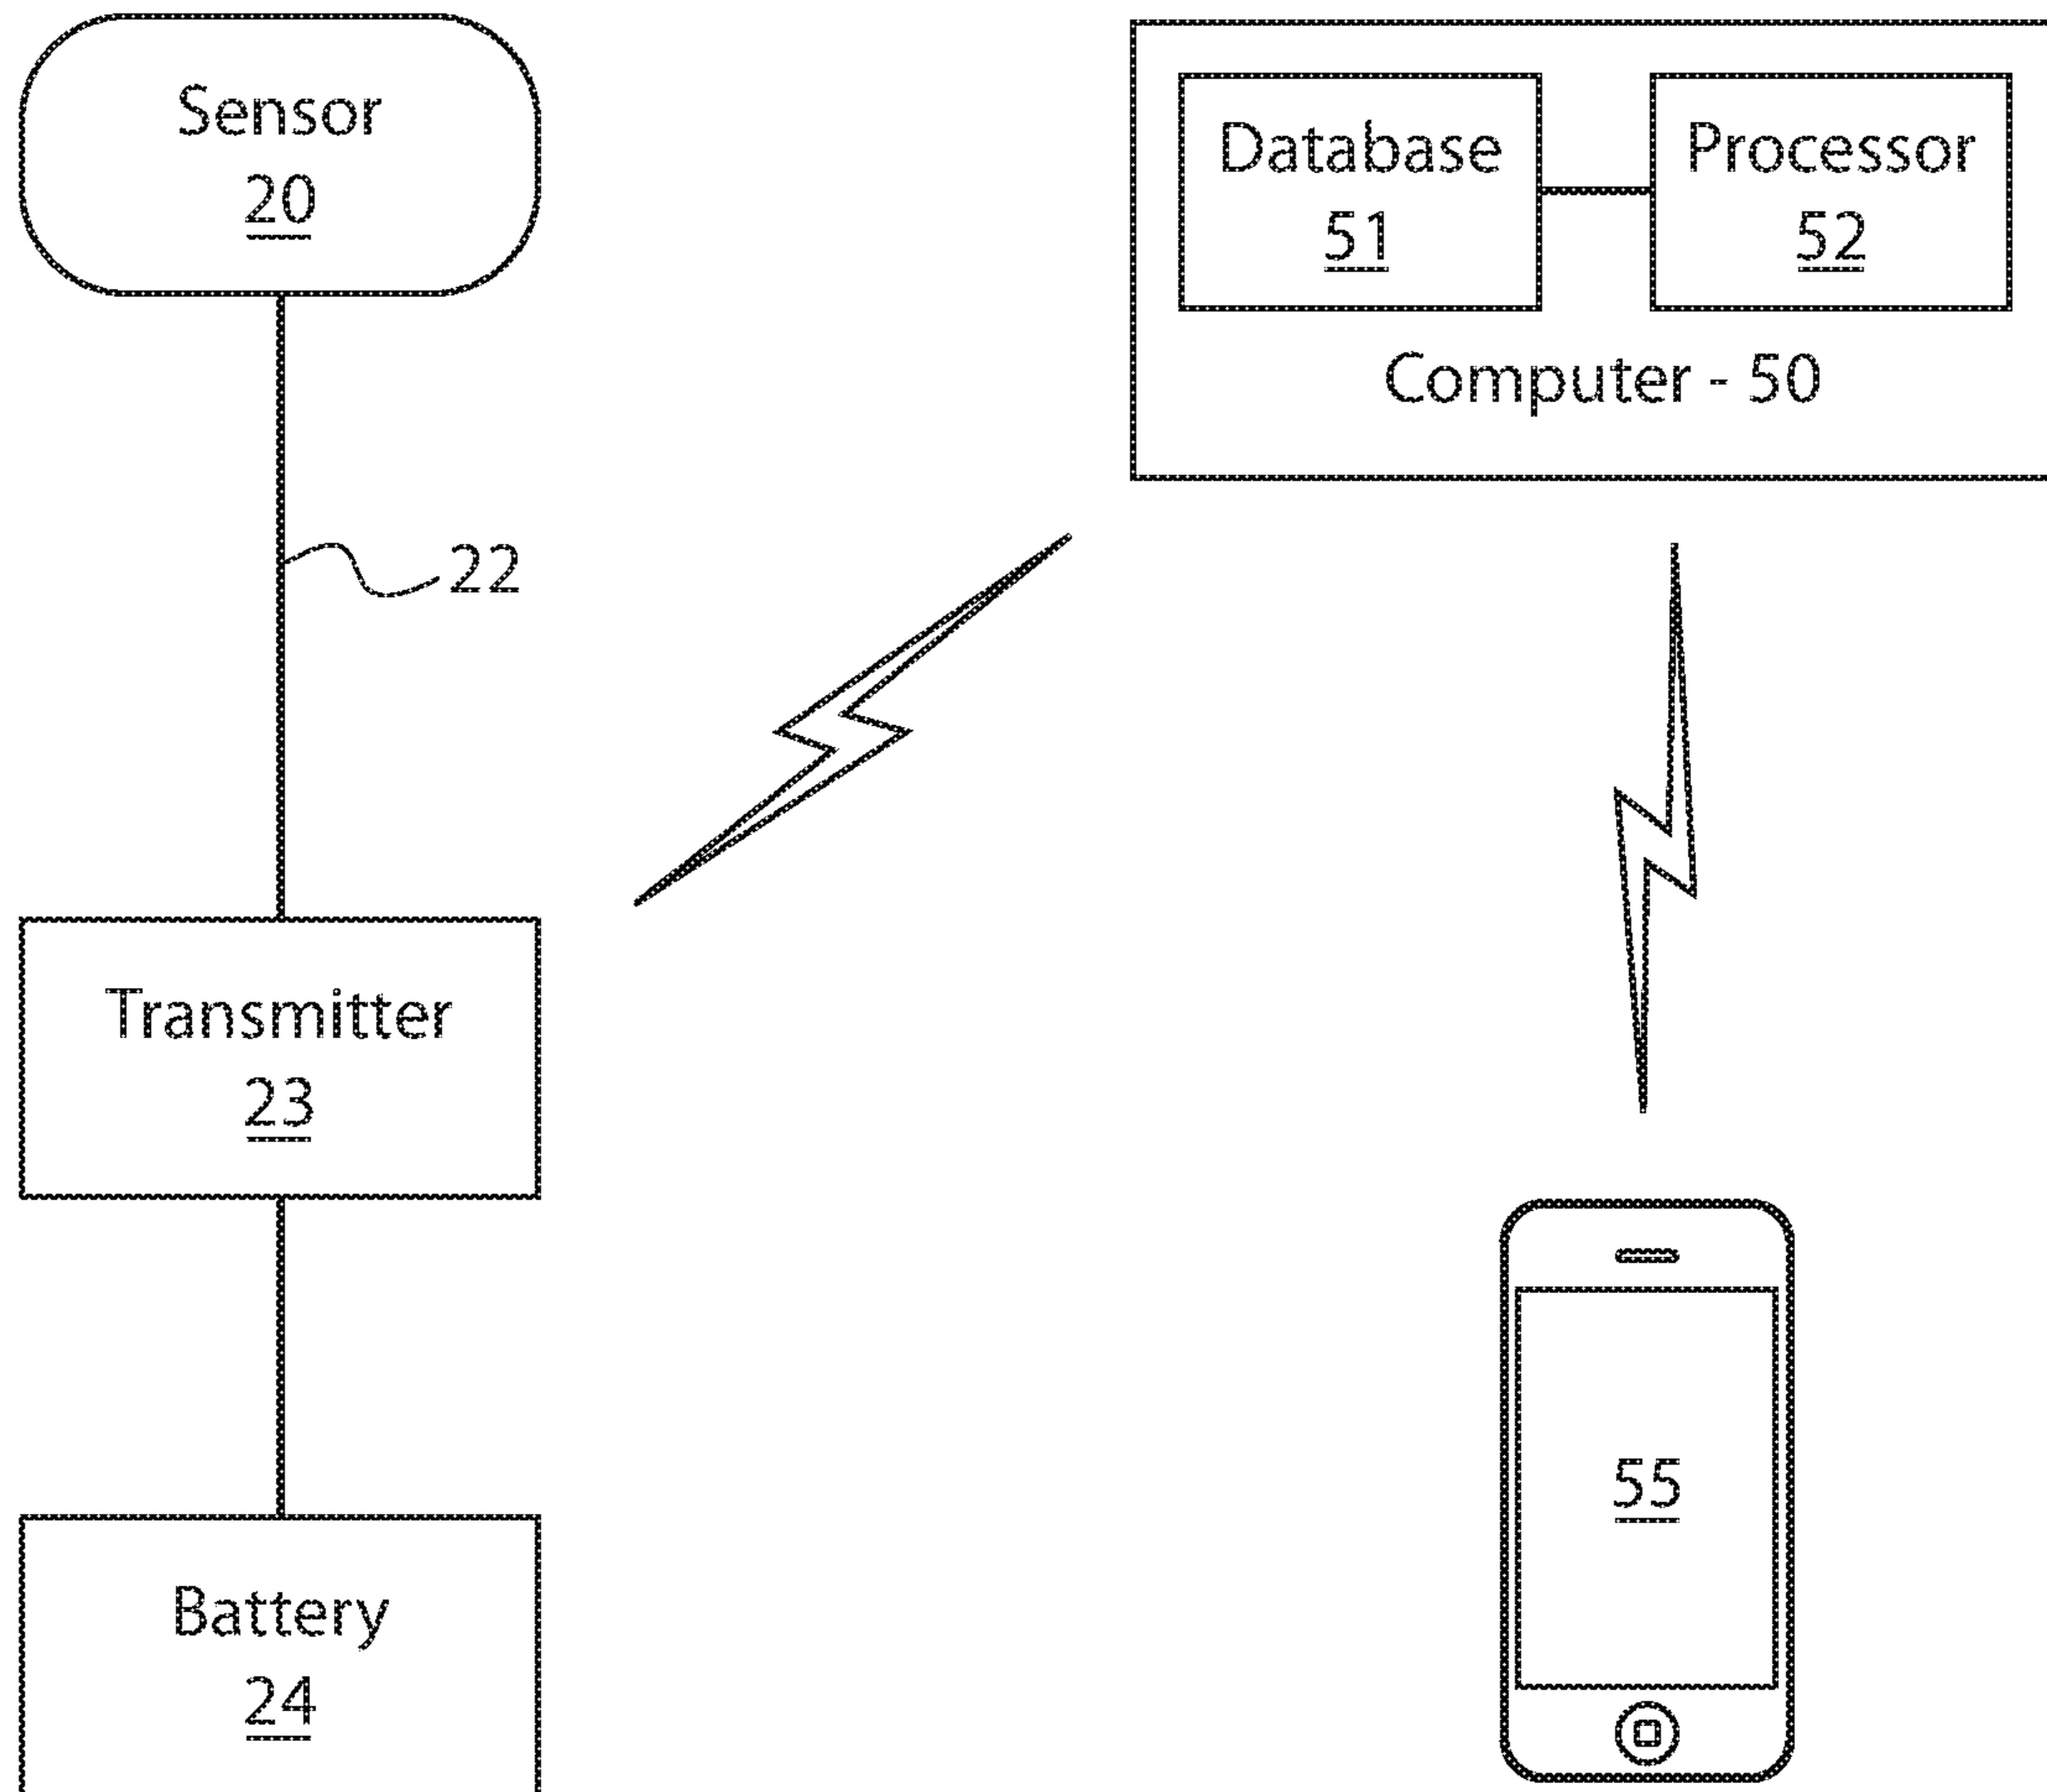 Sensor
20
22
Transmitter
23
Battery
24
Database
51
Processor
52
Computer - 50
55